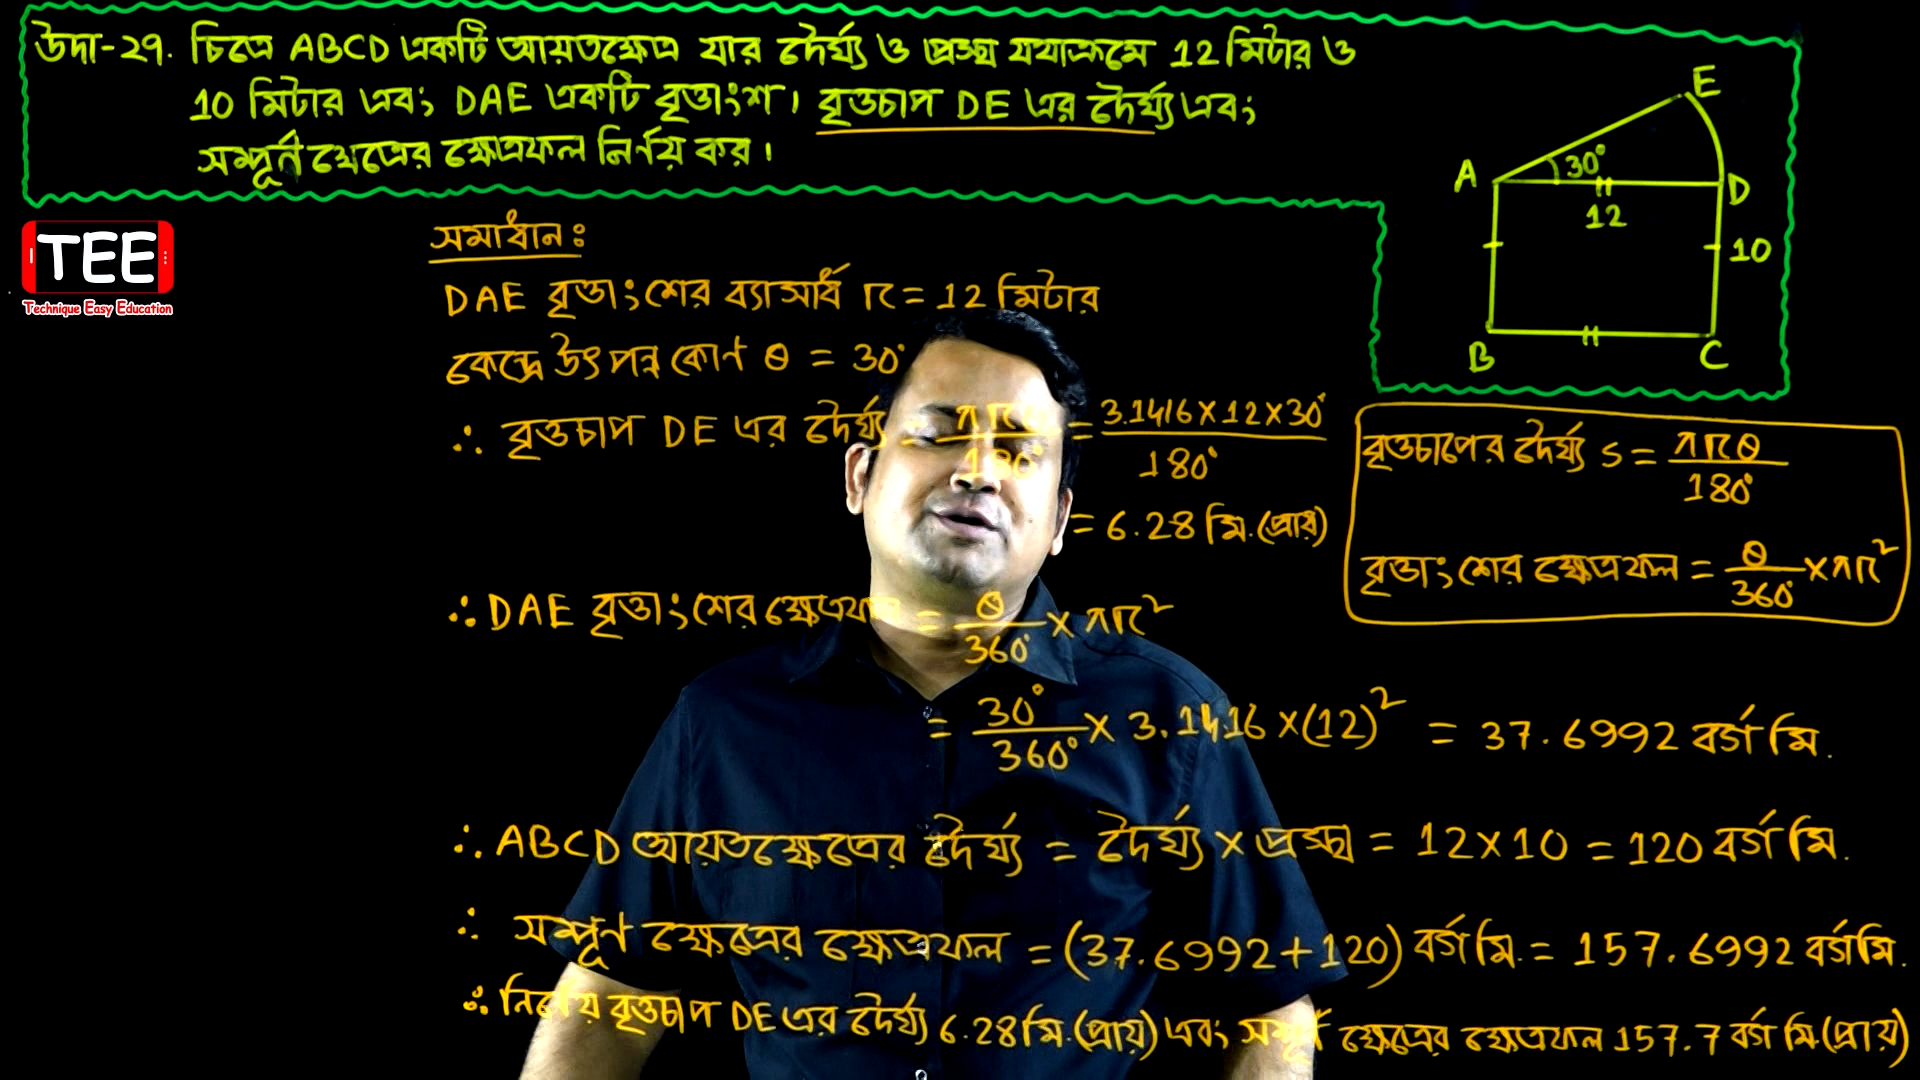 উদা-২৭. চিত্রে ABCD একটি আয়তক্ষেত্র যার দৈর্ঘ্য ও প্রস্থ যথাক্রমে 12 মিটার ও
10 মিটার এবং DAE একটি বৃত্তাংশ। বৃত্তচাপ DE এর দৈর্ঘ্য এবং
সম্পূর্ন ক্ষেত্রের ক্ষেত্রফল নির্ণয় কর।
E
A 30° D
12
10
B C
TEE
Technique Easy Education
সমাধান:
DAE বৃত্তাংশের ব্যাসার্ধ r = 12 মিটার
কেন্দ্রে উৎপন্ন কোণ θ = 30°
∴ বৃত্তচাপ DE এর দৈর্ঘ্য = πrθ/180° = 3.1416×12×30°/180°
= 6.28 মি.(প্রায়)
বৃত্তচাপের দৈর্ঘ্য s = πrθ/180°
বৃত্তাংশের ক্ষেত্রফল = θ/360° × πr²
∴ DAE বৃত্তাংশের ক্ষেত্রফল = θ/360° × πr²
= 30°/360° × 3.1416 ×(12)² = 37.6992 বর্গ মি.
∴ ABCD আয়তক্ষেত্রের দৈর্ঘ্য = দৈর্ঘ্য × প্রস্থ = 12×10 = 120 বর্গ মি.
∴ সম্পূর্ণ ক্ষেত্রের ক্ষেত্রফল = (37.6992+120) বর্গ মি. = 157.6992 বর্গমি.
∴ নির্ণেয় বৃত্তচাপ DE এর দৈর্ঘ্য 6.28 মি.(প্রায়) এবং সম্পূর্ণ ক্ষেত্রের ক্ষেত্রফল 157.7 বর্গ মি.(প্রায়)